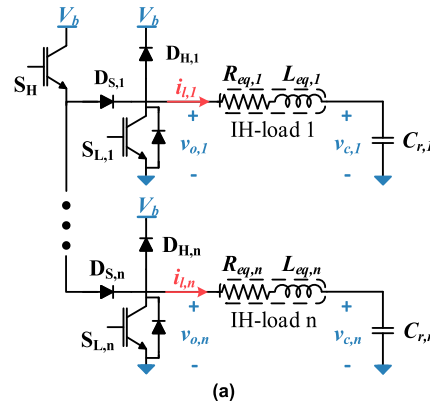 V_b V_b
S_H D_S,1 D_H,1 i_l,1 R_eq,1 L_eq,1
S_L,1 + v_o,1 - IH-load 1 + v_c,1 - C_r,1
V_b
D_S,n D_H,n i_l,n R_eq,n L_eq,n
S_L,n + v_o,n - IH-load n + v_c,n - C_r,n
(a)